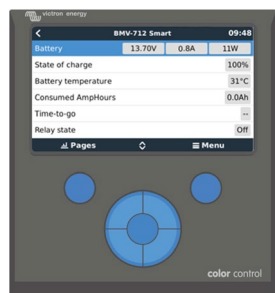 victron energy
BMV-712 Smart 09:48
Battery 13.70V 0.8A 11W
State of charge 100%
Battery temperature 31°C
Consumed AmpHours 0.0Ah
Time-to-go --
Relay state Off
Pages Menu
color control